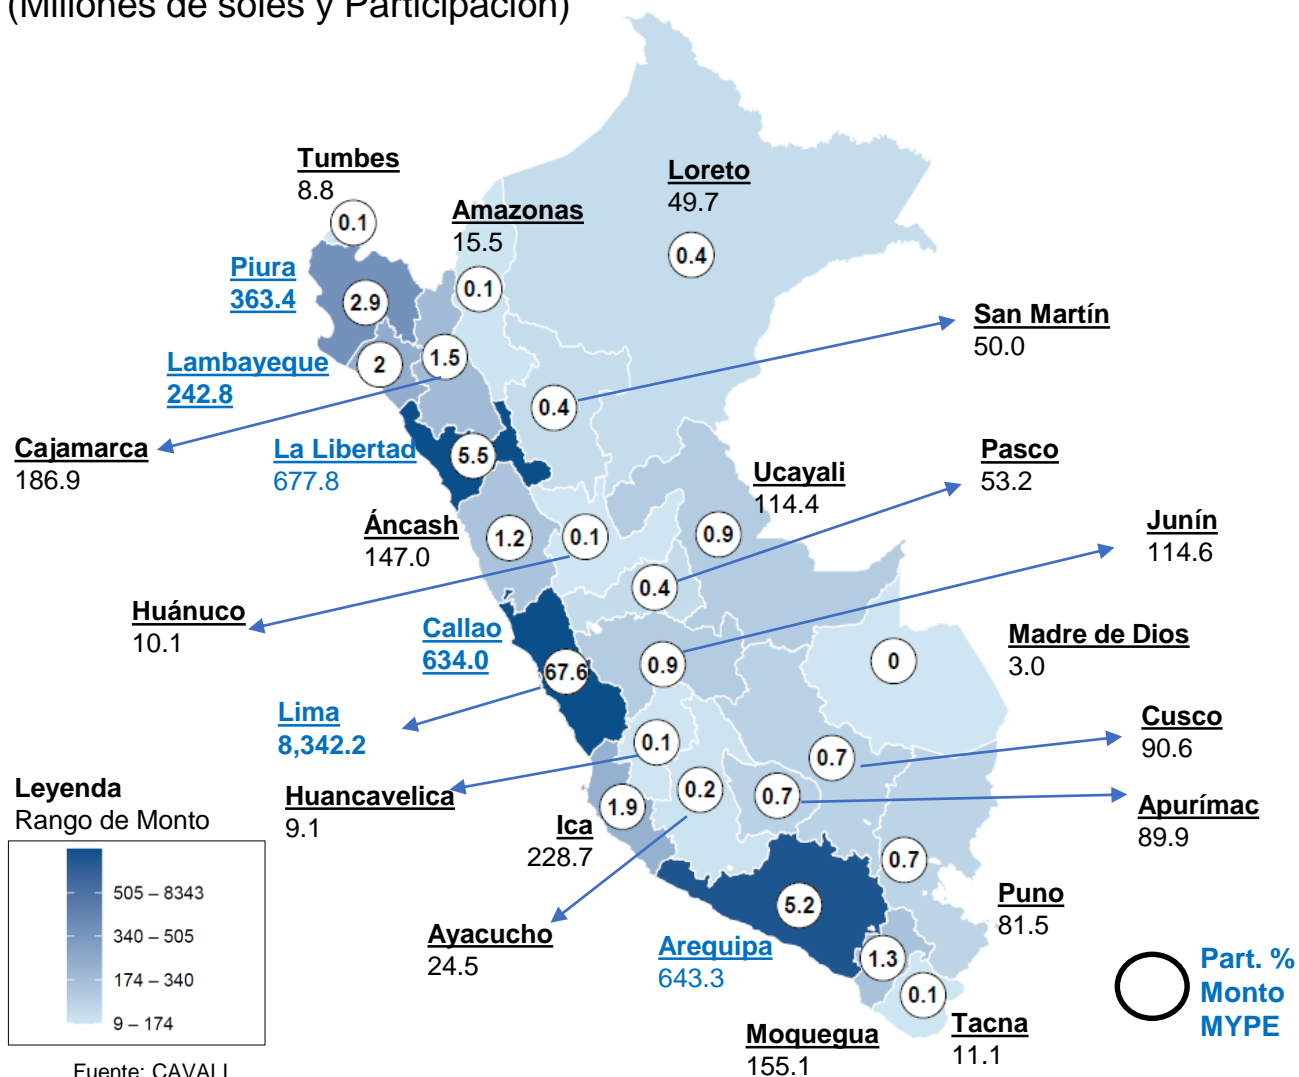 (Millones de soles y Participación)
Tumbes
8.8
0.1
Loreto
49.7
0.4
Amazonas
15.5
0.1
Piura
363.4
2.9
San Martín
50.0
0.4
Lambayeque
242.8
2
1.5
Cajamarca
186.9
La Libertad
677.8
5.5
Pasco
53.2
0.4
Ucayali
114.4
0.9
Áncash
147.0
1.2
0.1
Junín
114.6
0.9
Huánuco
10.1
Callao
634.0
67.6
Madre de Dios
3.0
0
Lima
8,342.2
Cusco
90.6
0.7
Huancavelica
9.1
0.1
0.2
0.7
Apurímac
89.9
Ica
228.7
1.9
0.7
Puno
81.5
Ayacucho
24.5
Arequipa
643.3
5.2
1.3
0.1
Moquegua
155.1
Tacna
11.1
Leyenda
Rango de Monto
505 – 8343
340 – 505
174 – 340
9 – 174
Part. %
Monto
MYPE
Fuente: CAVALI